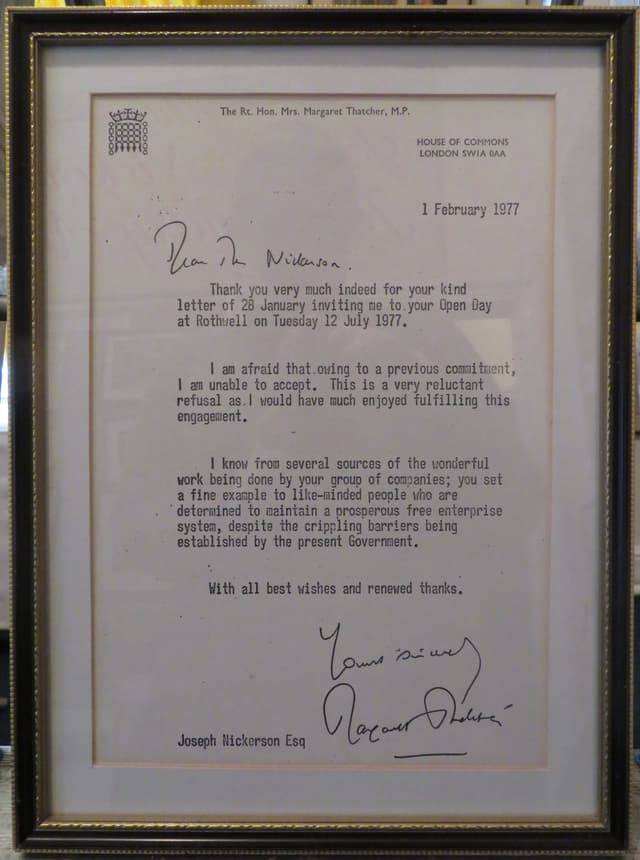 The Rt. Hon. Mrs. Margaret Thatcher, M.P.
HOUSE OF COMMONS
LONDON SW1A 0AA
1 February 1977
Dear Mr Nickerson.
Thank you very much indeed for your kind
letter of 28 January inviting me to your Open Day
at Rothwell on Tuesday 12 July 1977.
I am afraid that owing to a previous commitment,
I am unable to accept. This is a very reluctant
refusal as I would have much enjoyed fulfilling this
engagement.
I know from several sources of the wonderful
work being done by your group of companies; you set
a fine example to like-minded people who are
determined to maintain a prosperous free enterprise
system, despite the crippling barriers being
established by the present Government.
With all best wishes and renewed thanks.
Yours sincerely
Margaret Thatcher
Joseph Nickerson Esq